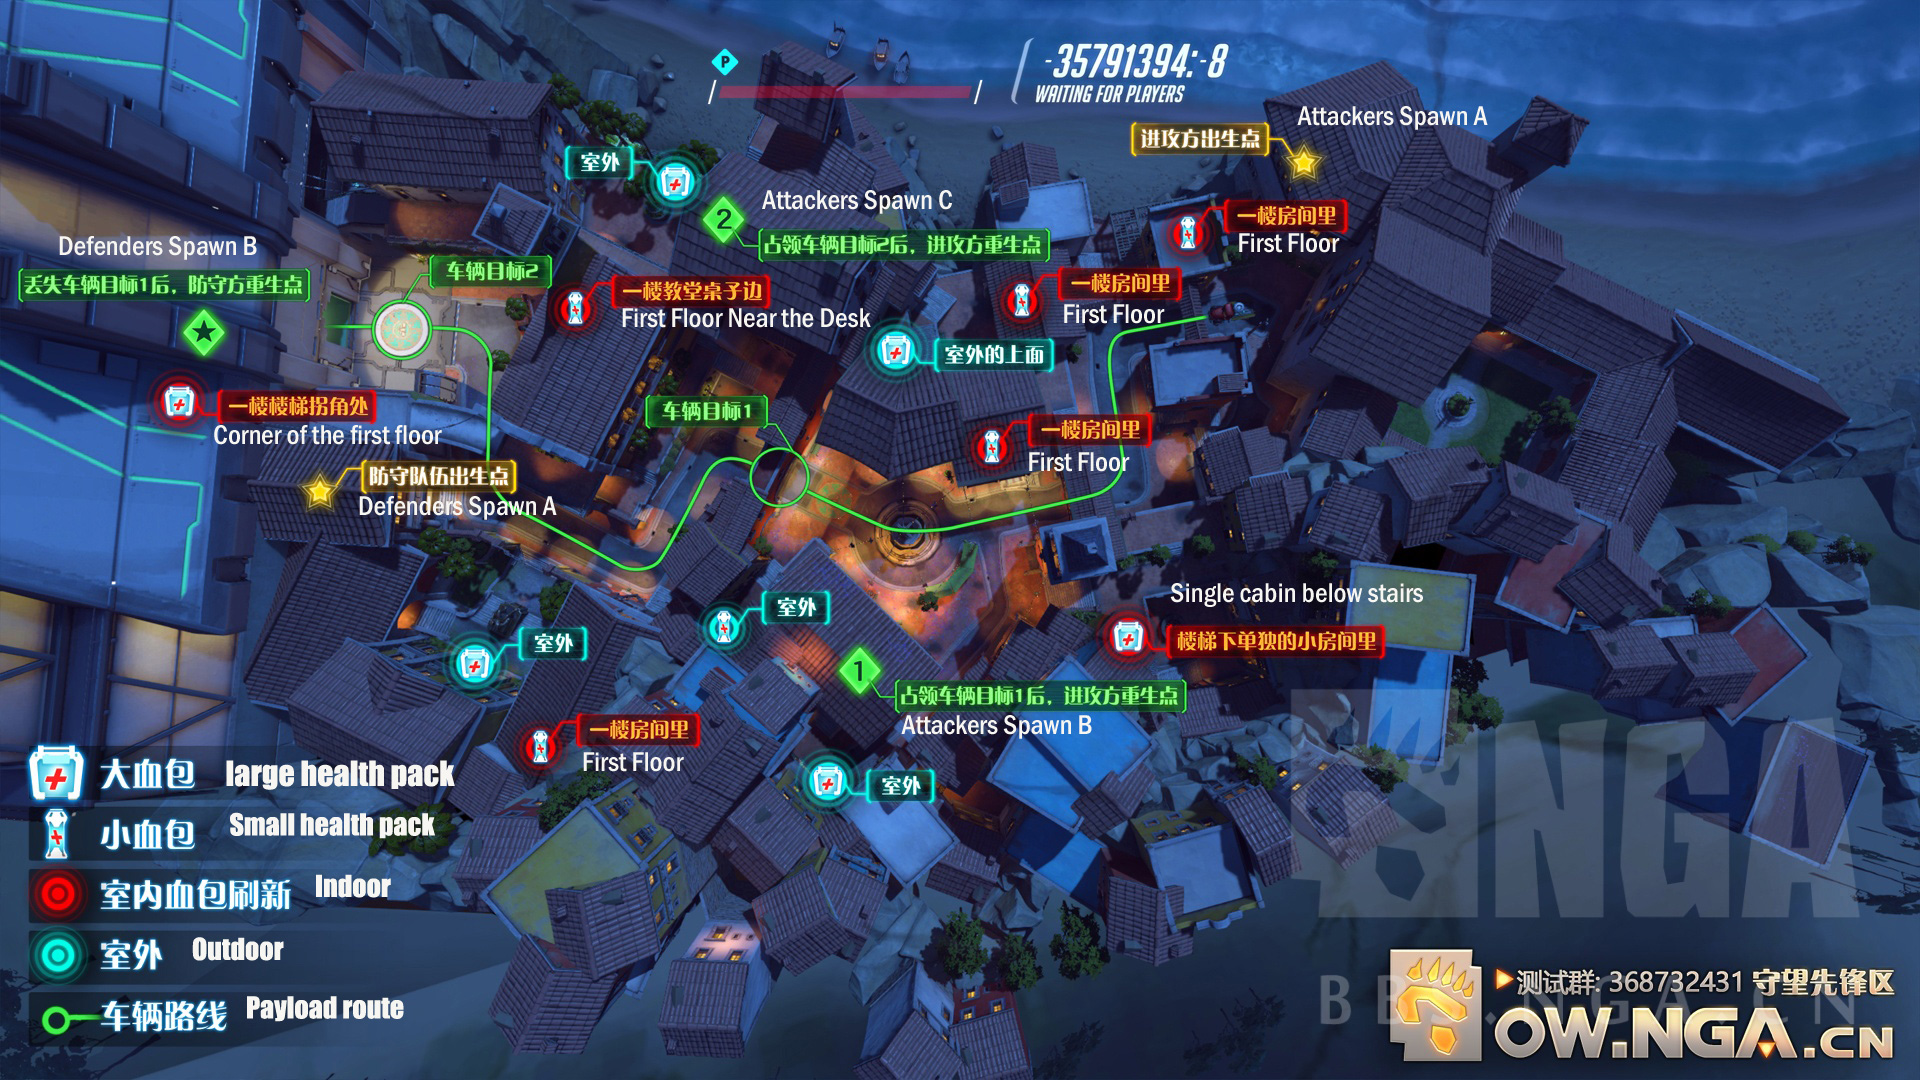 P
-35791394:-8
WAITING FOR PLAYERS
Attackers Spawn A
进攻方出生点
室外
2
Attackers Spawn C
占领车辆目标2后，进攻方重生点
一楼房间里
First Floor
Defenders Spawn B
丢失车辆目标1后，防守方重生点
车辆目标2
一楼教堂桌子边
First Floor Near the Desk
一楼房间里
First Floor
室外的上面
一楼楼梯拐角处
Corner of the first floor
车辆目标1
一楼房间里
First Floor
防守队伍出生点
Defenders Spawn A
室外
室外
Single cabin below stairs
楼梯下单独的小房间里
1
占领车辆目标1后，进攻方重生点
Attackers Spawn B
一楼房间里
First Floor
室外
大血包 large health pack
小血包 Small health pack
室内血包刷新 Indoor
室外 Outdoor
车辆路线 Payload route
NGA
BBS.NGA.CN
测试群: 368732431 守望先锋区
OW.NGA.CN